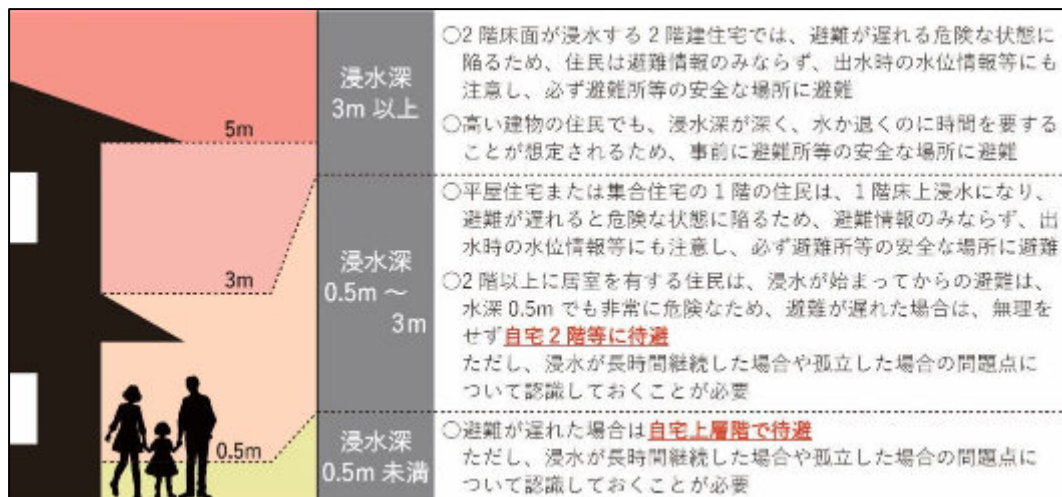 5m
3m
0.5m
浸水深
3m 以上
○2 階床面が浸水する 2 階建住宅では、避難が遅れる危険な状態に
陥るため、住民は避難情報のみならず、出水時の水位情報等にも
注意し、必ず避難所等の安全な場所に避難
○高い建物の住民でも、浸水深が深く、水か退くのに時間を要する
ことが想定されるため、事前に避難所等の安全な場所に避難
浸水深
0.5m ～
3m
○平屋住宅または集合住宅の 1 階の住民は、1 階床上浸水になり、
避難が遅れると危険な状態に陥るため、避難情報のみならず、出
水時の水位情報等にも注意し、必ず避難所等の安全な場所に避難
○2 階以上に居室を有する住民は、浸水が始まってからの避難は、
水深 0.5m でも非常に危険なため、避難が遅れた場合は、無理を
せず自宅 2 階等に待避
ただし、浸水が長時間継続した場合や孤立した場合の問題点に
ついて認識しておくことが必要
浸水深
0.5m 未満
○避難が遅れた場合は自宅上層階で待避
ただし、浸水が長時間継続した場合や孤立した場合の問題点に
ついて認識しておくことが必要